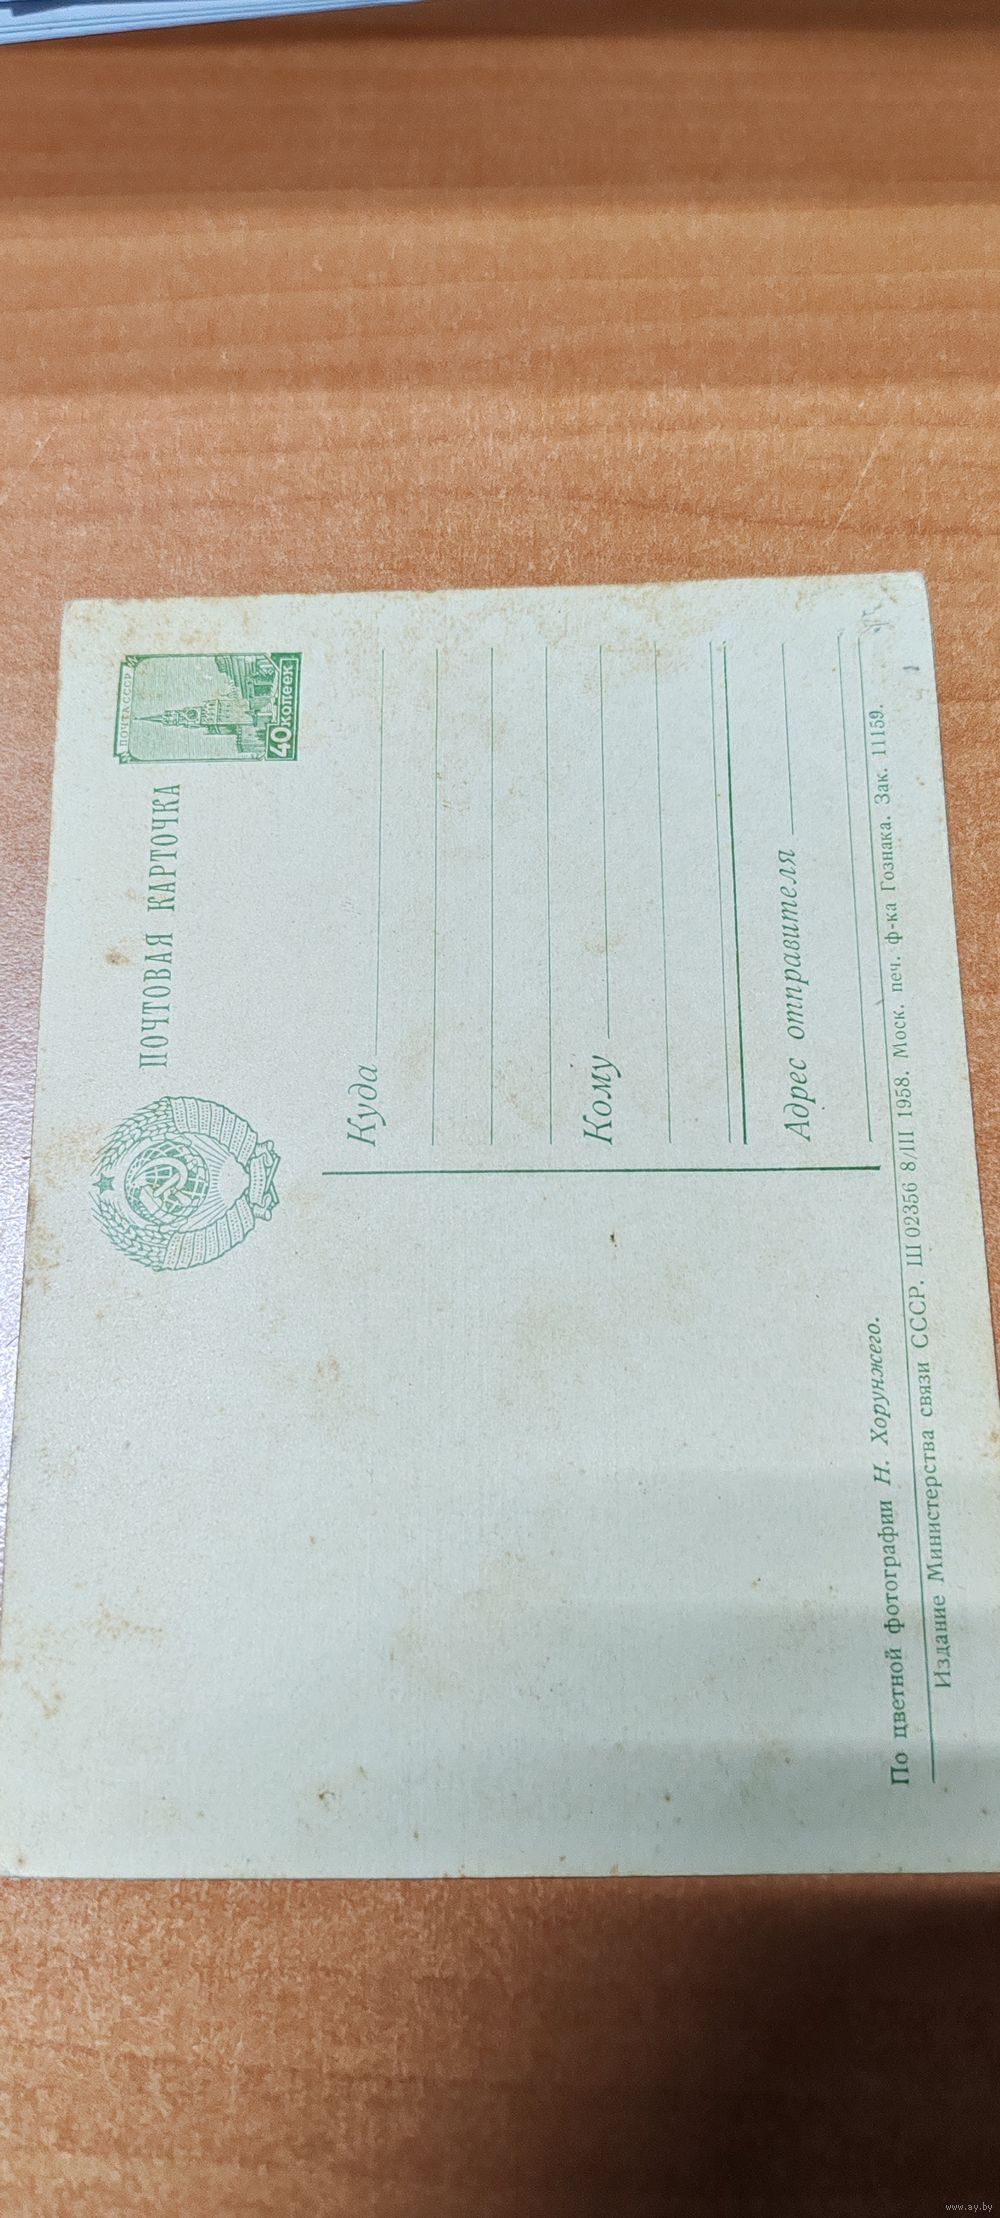 ПОЧТОВАЯ КАРТОЧКА
ПОЧТА СССР
40 копеек
Куда
Кому
Адрес отправителя
По цветной фотографии Н. Хорунжего.
Издание Министерства связи СССР. Ш 02356 8/III 1958. Моск. печ. ф-ка Гознака. Зак. 11159.
www.ay.by